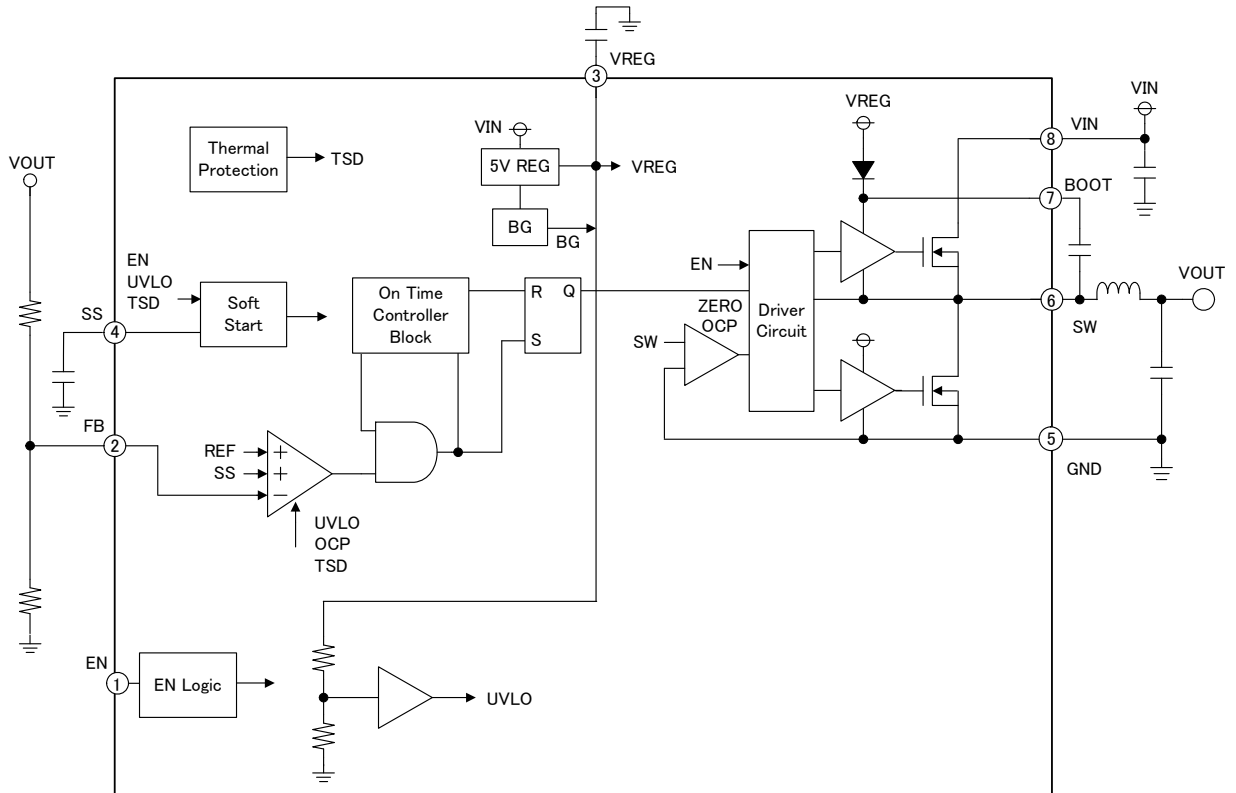 VREG
3
VIN
VREG
VIN
8
Thermal
Protection
TSD
5V REG
VREG
VOUT
7
BOOT
BG
BG
EN
UVLO
TSD
EN
VOUT
SS
4
Soft
Start
On Time
Controller
Block
R
Q
S
ZERO
OCP
SW
Driver
Circuit
6
SW
FB
2
REF
+
SS
+
−
5
GND
UVLO
OCP
TSD
EN
1
EN Logic
UVLO